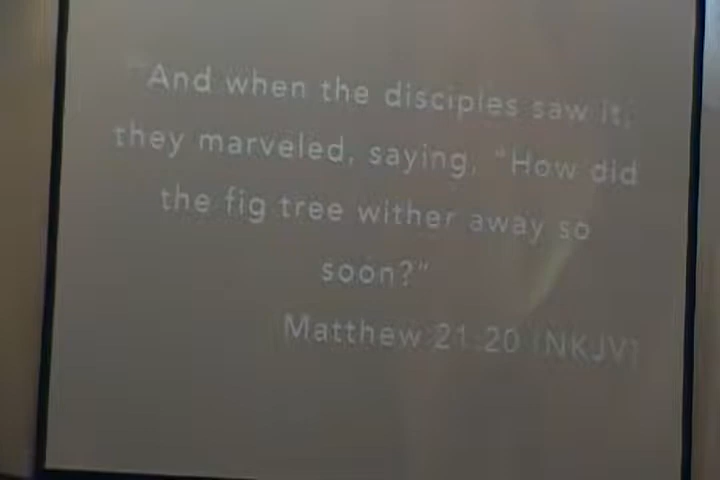 "And when the disciples saw it,
they marveled, saying, "How did
the fig tree wither away so
soon?"
Matthew 21:20 (NKJV)